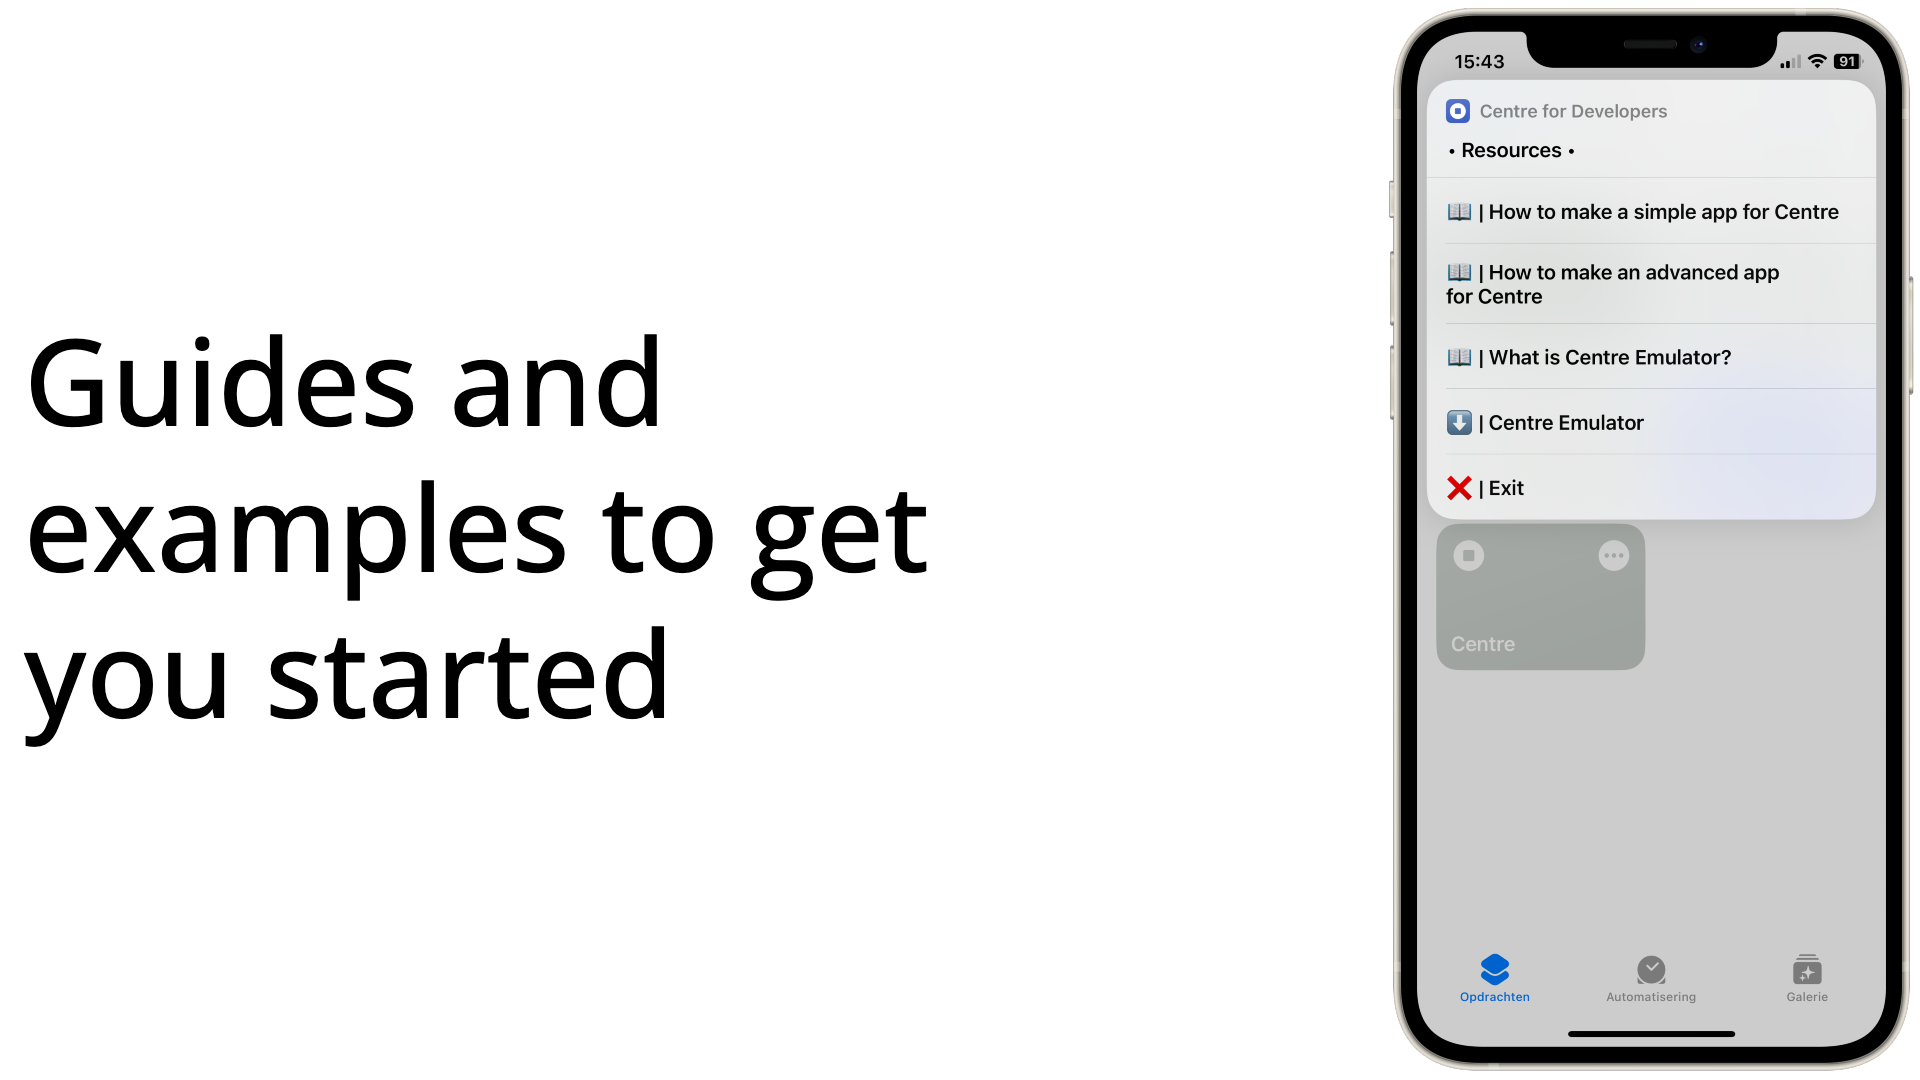 Guides and
examples to get
you started
15:43
91
Centre for Developers
• Resources •
📖 | How to make a simple app for Centre
📖 | How to make an advanced app
for Centre
📖 | What is Centre Emulator?
⬇️ | Centre Emulator
❌ | Exit
Centre
Opdrachten
Automatisering
Galerie